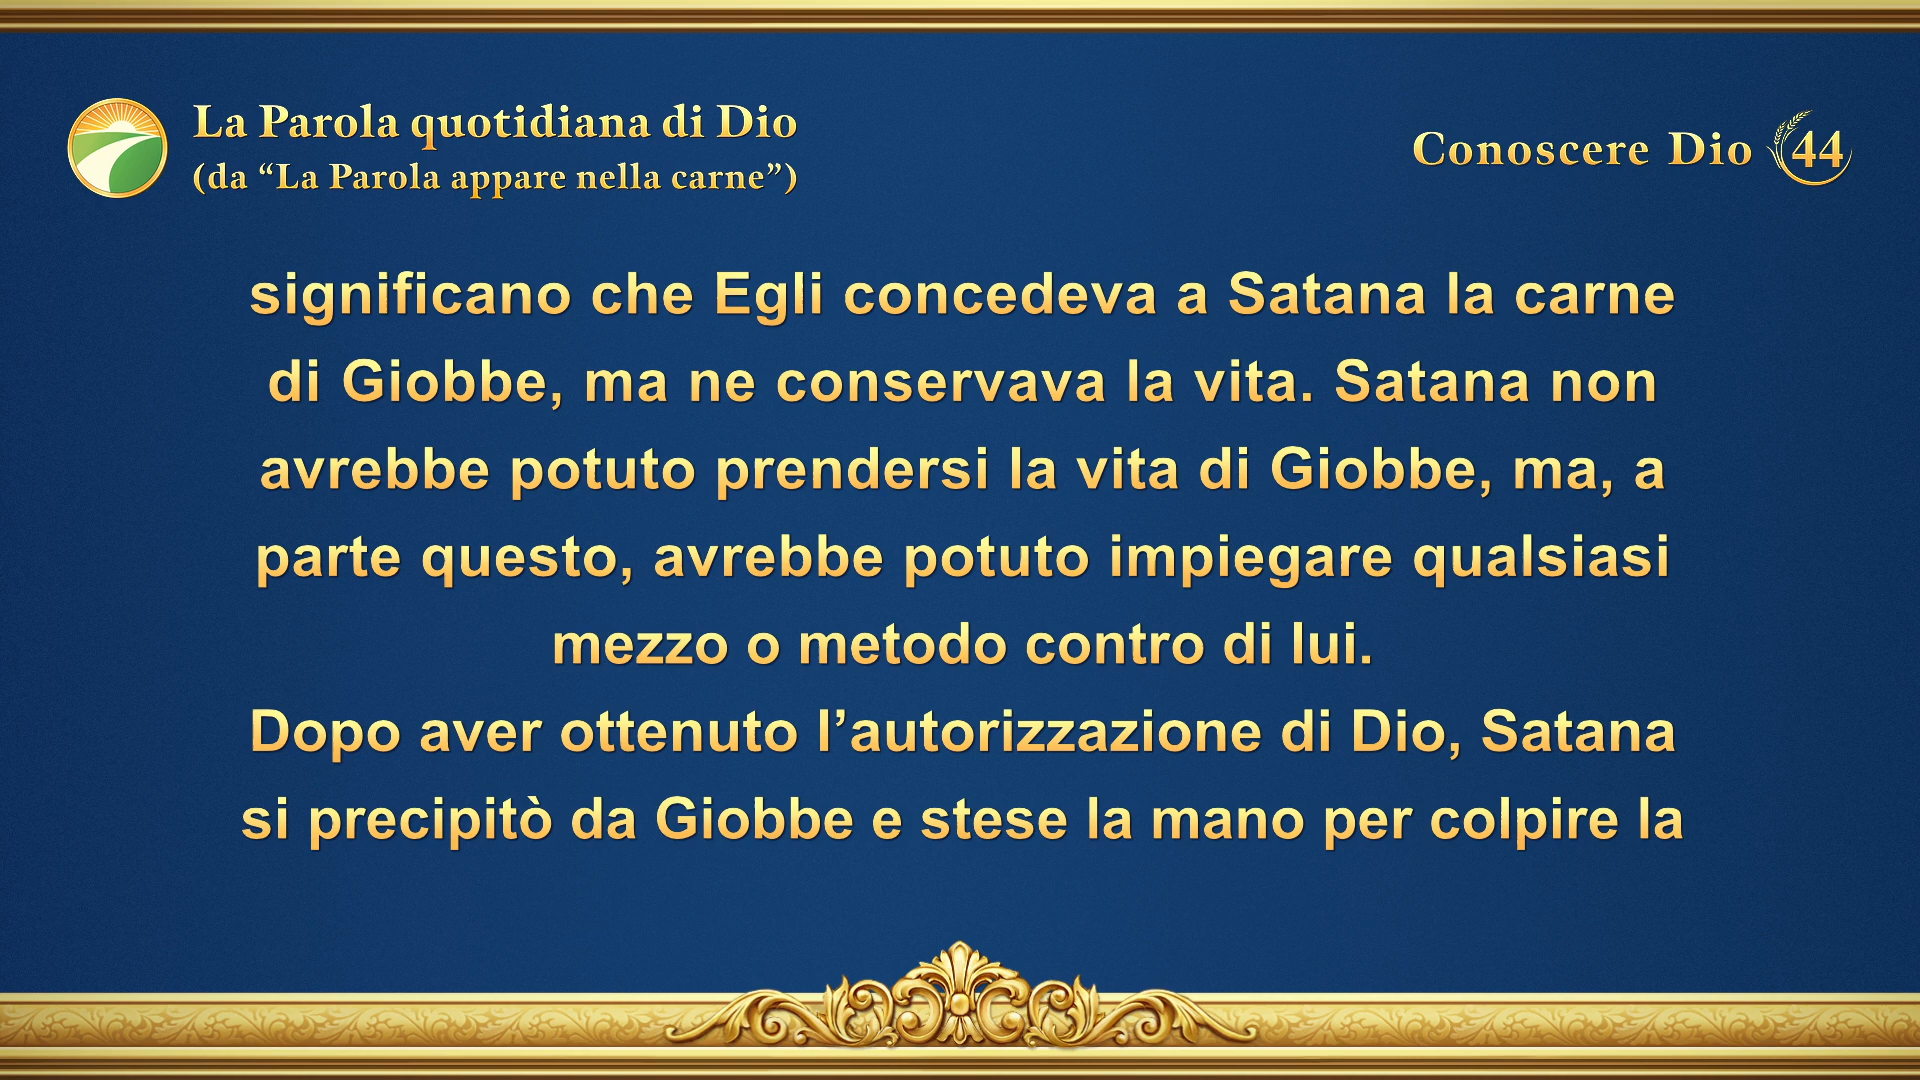 La Parola quotidiana di Dio
(da “La Parola appare nella carne”)
Conoscere Dio 44
significano che Egli concedeva a Satana la carne
di Giobbe, ma ne conservava la vita. Satana non
avrebbe potuto prendersi la vita di Giobbe, ma, a
parte questo, avrebbe potuto impiegare qualsiasi
mezzo o metodo contro di lui.
Dopo aver ottenuto l’autorizzazione di Dio, Satana
si precipitò da Giobbe e stese la mano per colpire la